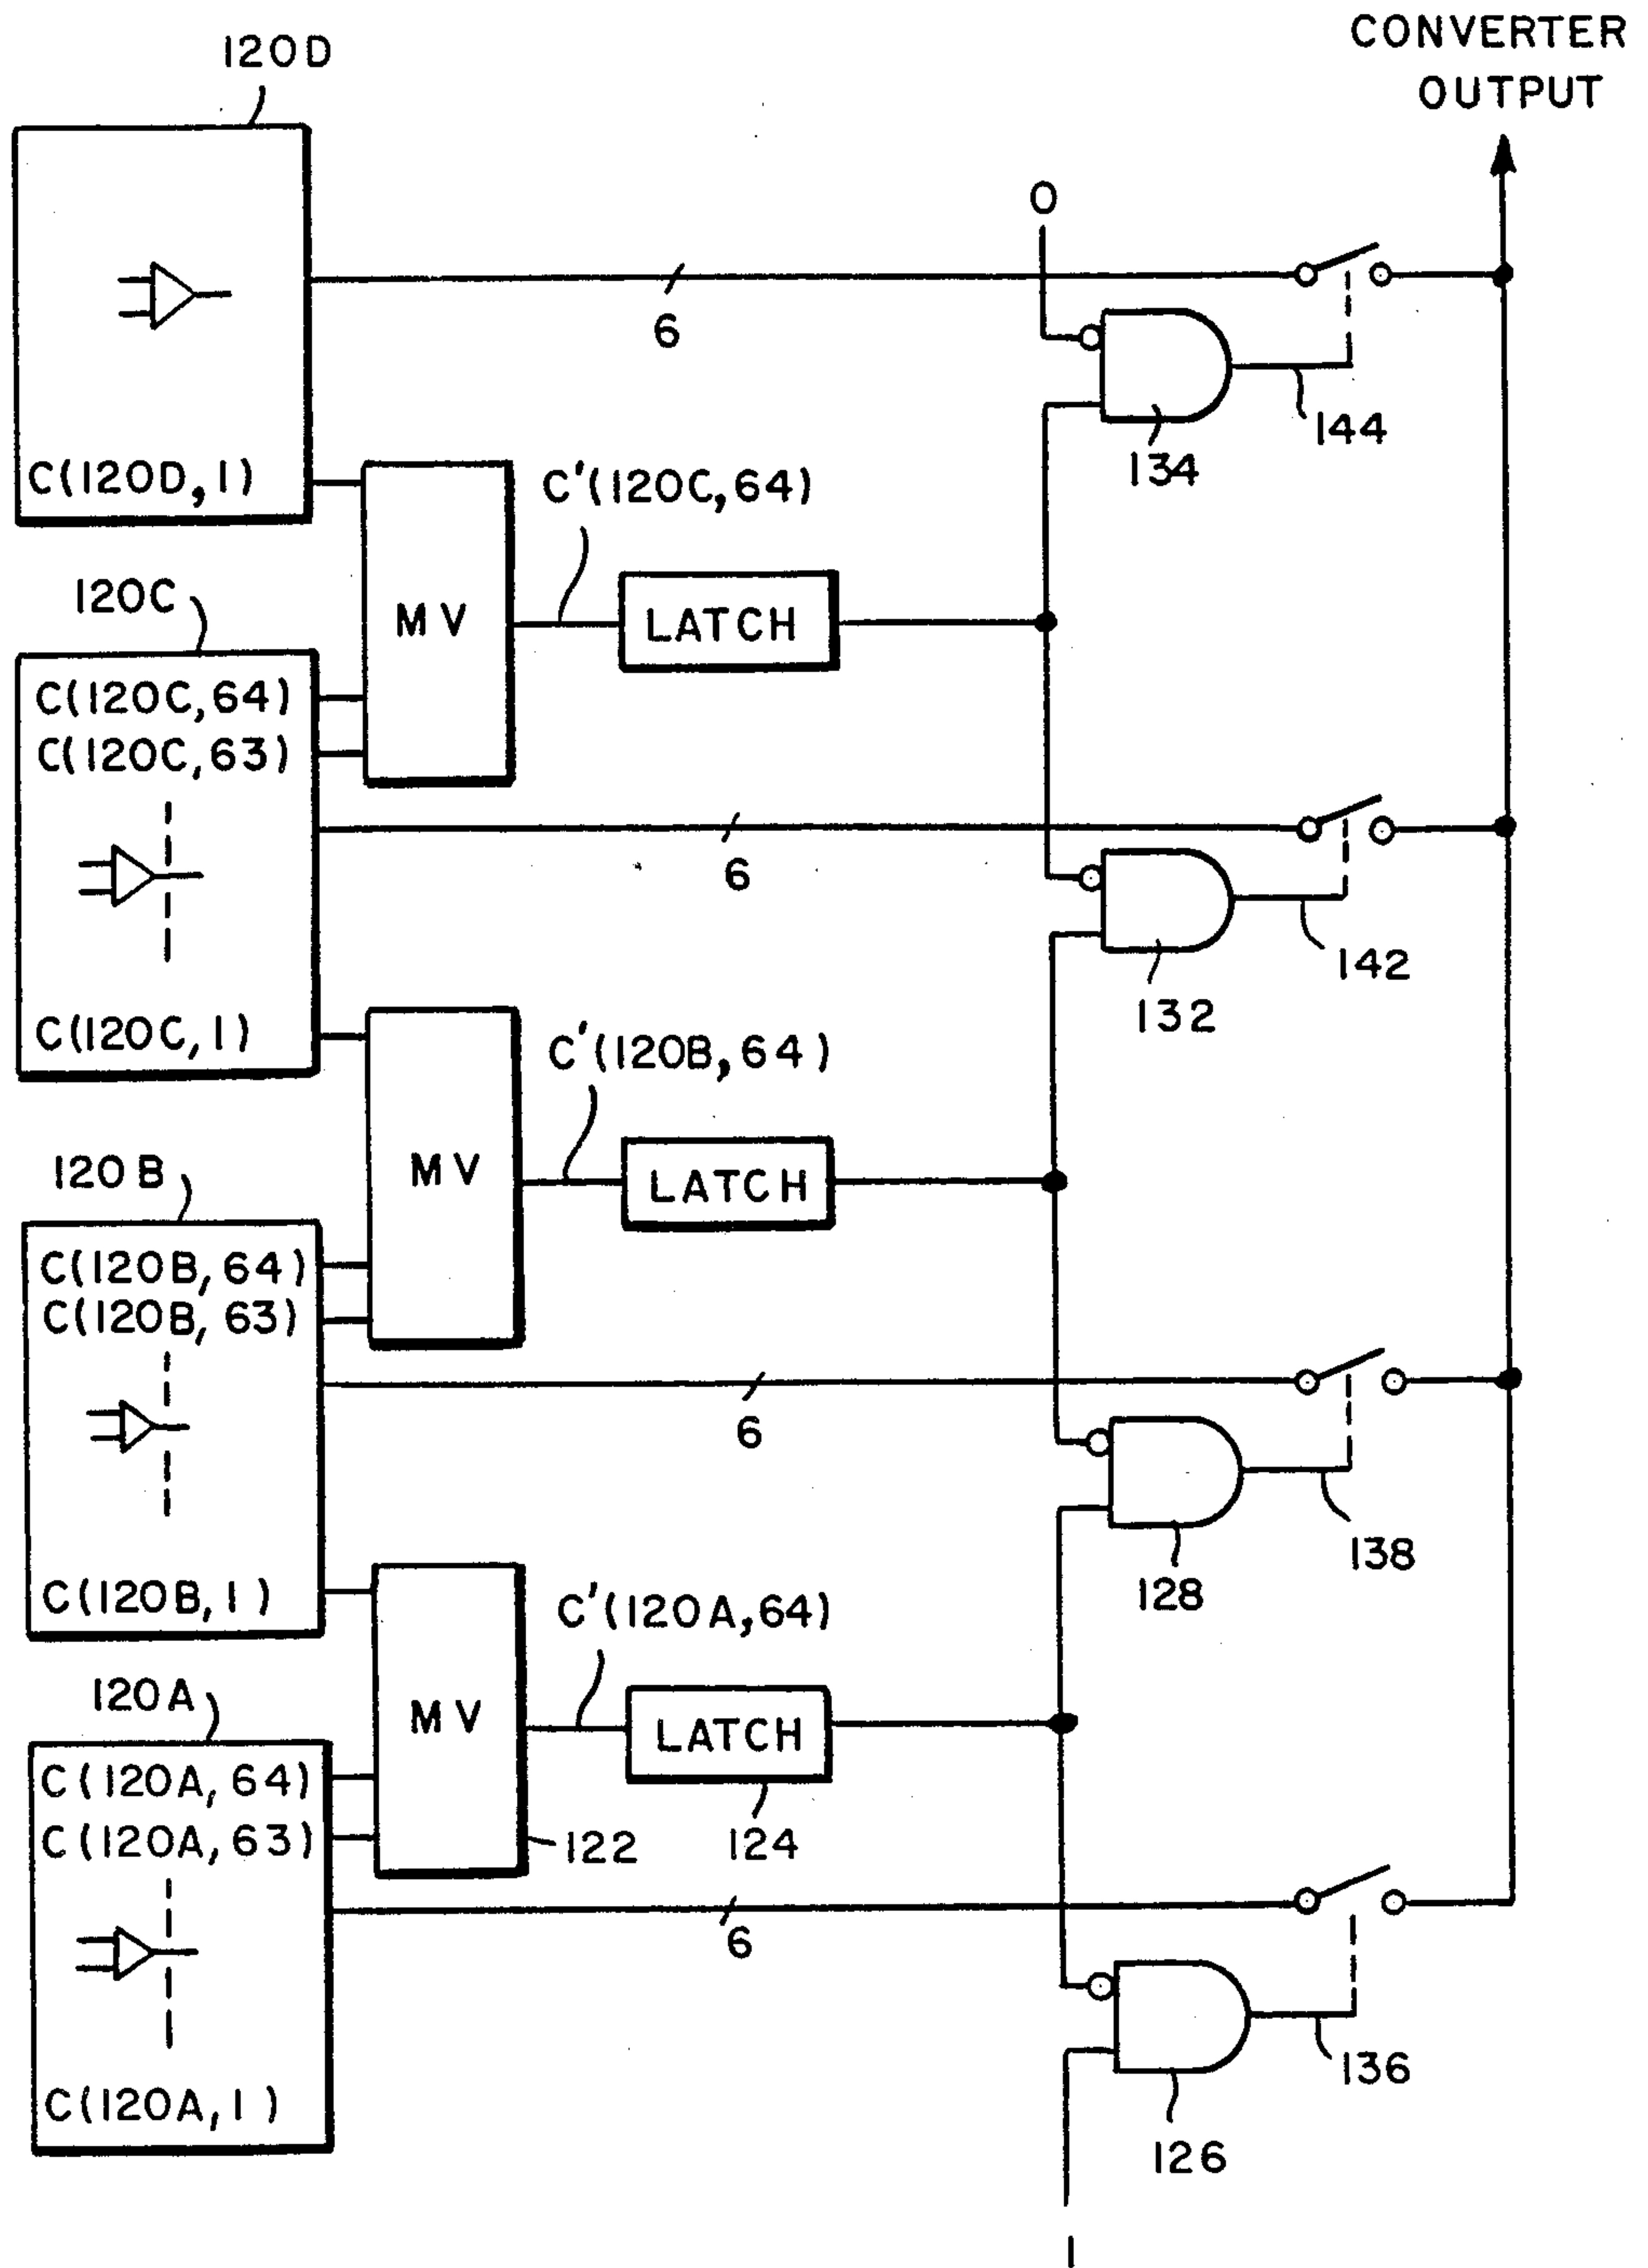 CONVERTER
OUTPUT
120D
0
6
144
134
C(120D, 1)
C'(120C, 64)
MV
LATCH
120C
C(120C, 64)
C(120C, 63)
6
142
132
C(120C, 1)
C'(120B, 64)
MV
LATCH
120B
C(120B, 64)
C(120B, 63)
6
138
128
C(120B, 1)
C'(120A, 64)
MV
LATCH
120A
C(120A, 64)
C(120A, 63)
122
124
6
136
C(120A, 1)
126
1